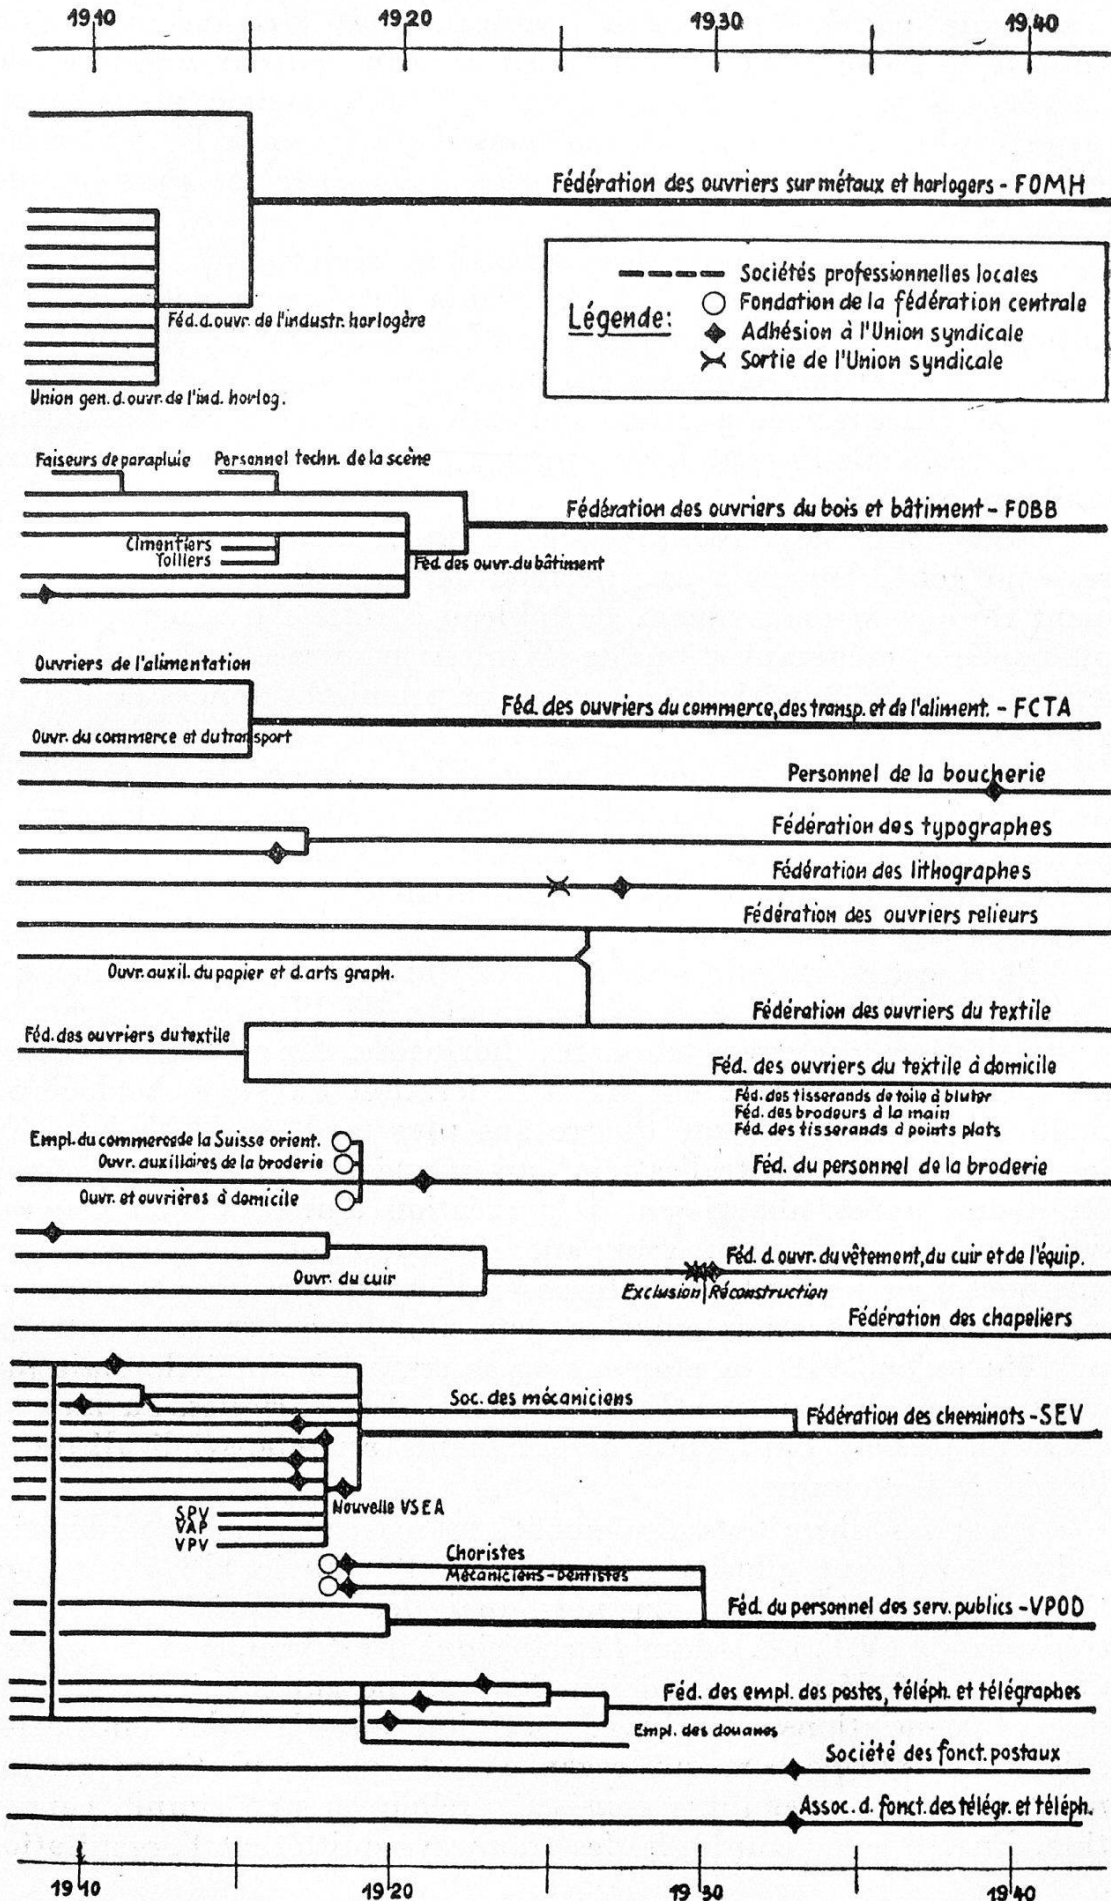 1910 1920 1930 1940
Fédération des ouvriers sur métaux et horlogers - FOMH
Légende:
Sociétés professionnelles locales
Fondation de la fédération centrale
Adhésion à l'Union syndicale
Sortie de l'Union syndicale
Féd.d.ouvr.de l'industr.horlogère
Union gen.d.ouvr.de l'ind.horlog.
Faiseurs de parapluie Personnel techn. de la scène
Fédération des ouvriers du bois et bâtiment - FOBB
Cimentiers
Tolliers
Féd. des ouvr.du bâtiment
Ouvriers de l'alimentation
Féd. des ouvriers du commerce, des transp. et de l'aliment. - FCTA
Ouvr. du commerce et du transport
Personnel de la boucherie
Fédération des typographes
Fédération des lithographes
Fédération des ouvriers relieurs
Ouvr. auxil. du papier et d. arts graph.
Fédération des ouvriers du textile
Féd. des ouvriers du textile
Féd. des ouvriers du textile à domicile
Féd. des tisserands de toile à bluter
Féd. des brodeurs à la main
Féd. des tisserands à points plats
Empl. du commerce de la Suisse orient.
Ouvr. auxillaires de la broderie
Féd. du personnel de la broderie
Ouvr. et ouvrières à domicile
Féd. d. ouvr. du vêtement, du cuir et de l'équip.
Ouvr. du cuir
Exclusion Réconstruction
Fédération des chapeliers
Soc. des mécaniciens
Fédération des cheminots - SEV
Nouvelle VSEA
SPV
VAP
VPV
Choristes
Mécaniciens-Dentistes
Féd. du personnel des serv. publics - VPOD
Féd. des empl. des postes, téléph. et télégraphes
Empl. des douanes
Société des fonct. postaux
Assoc. d. fonct. des télégr. et téléph.
1910 1920 1930 1940